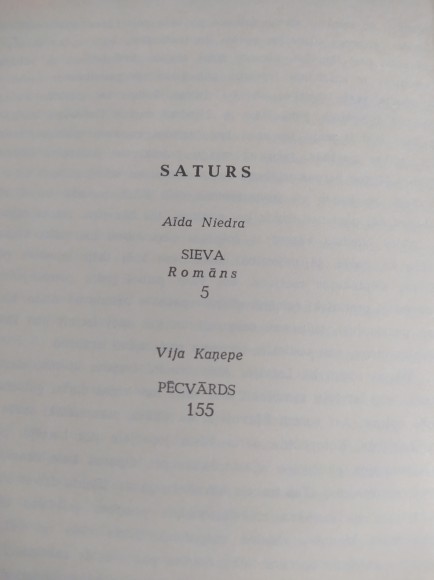 SATURS
Aīda Niedra
SIEVA
Romāns
5
Vija Kaņepe
PĒCVĀRDS
155